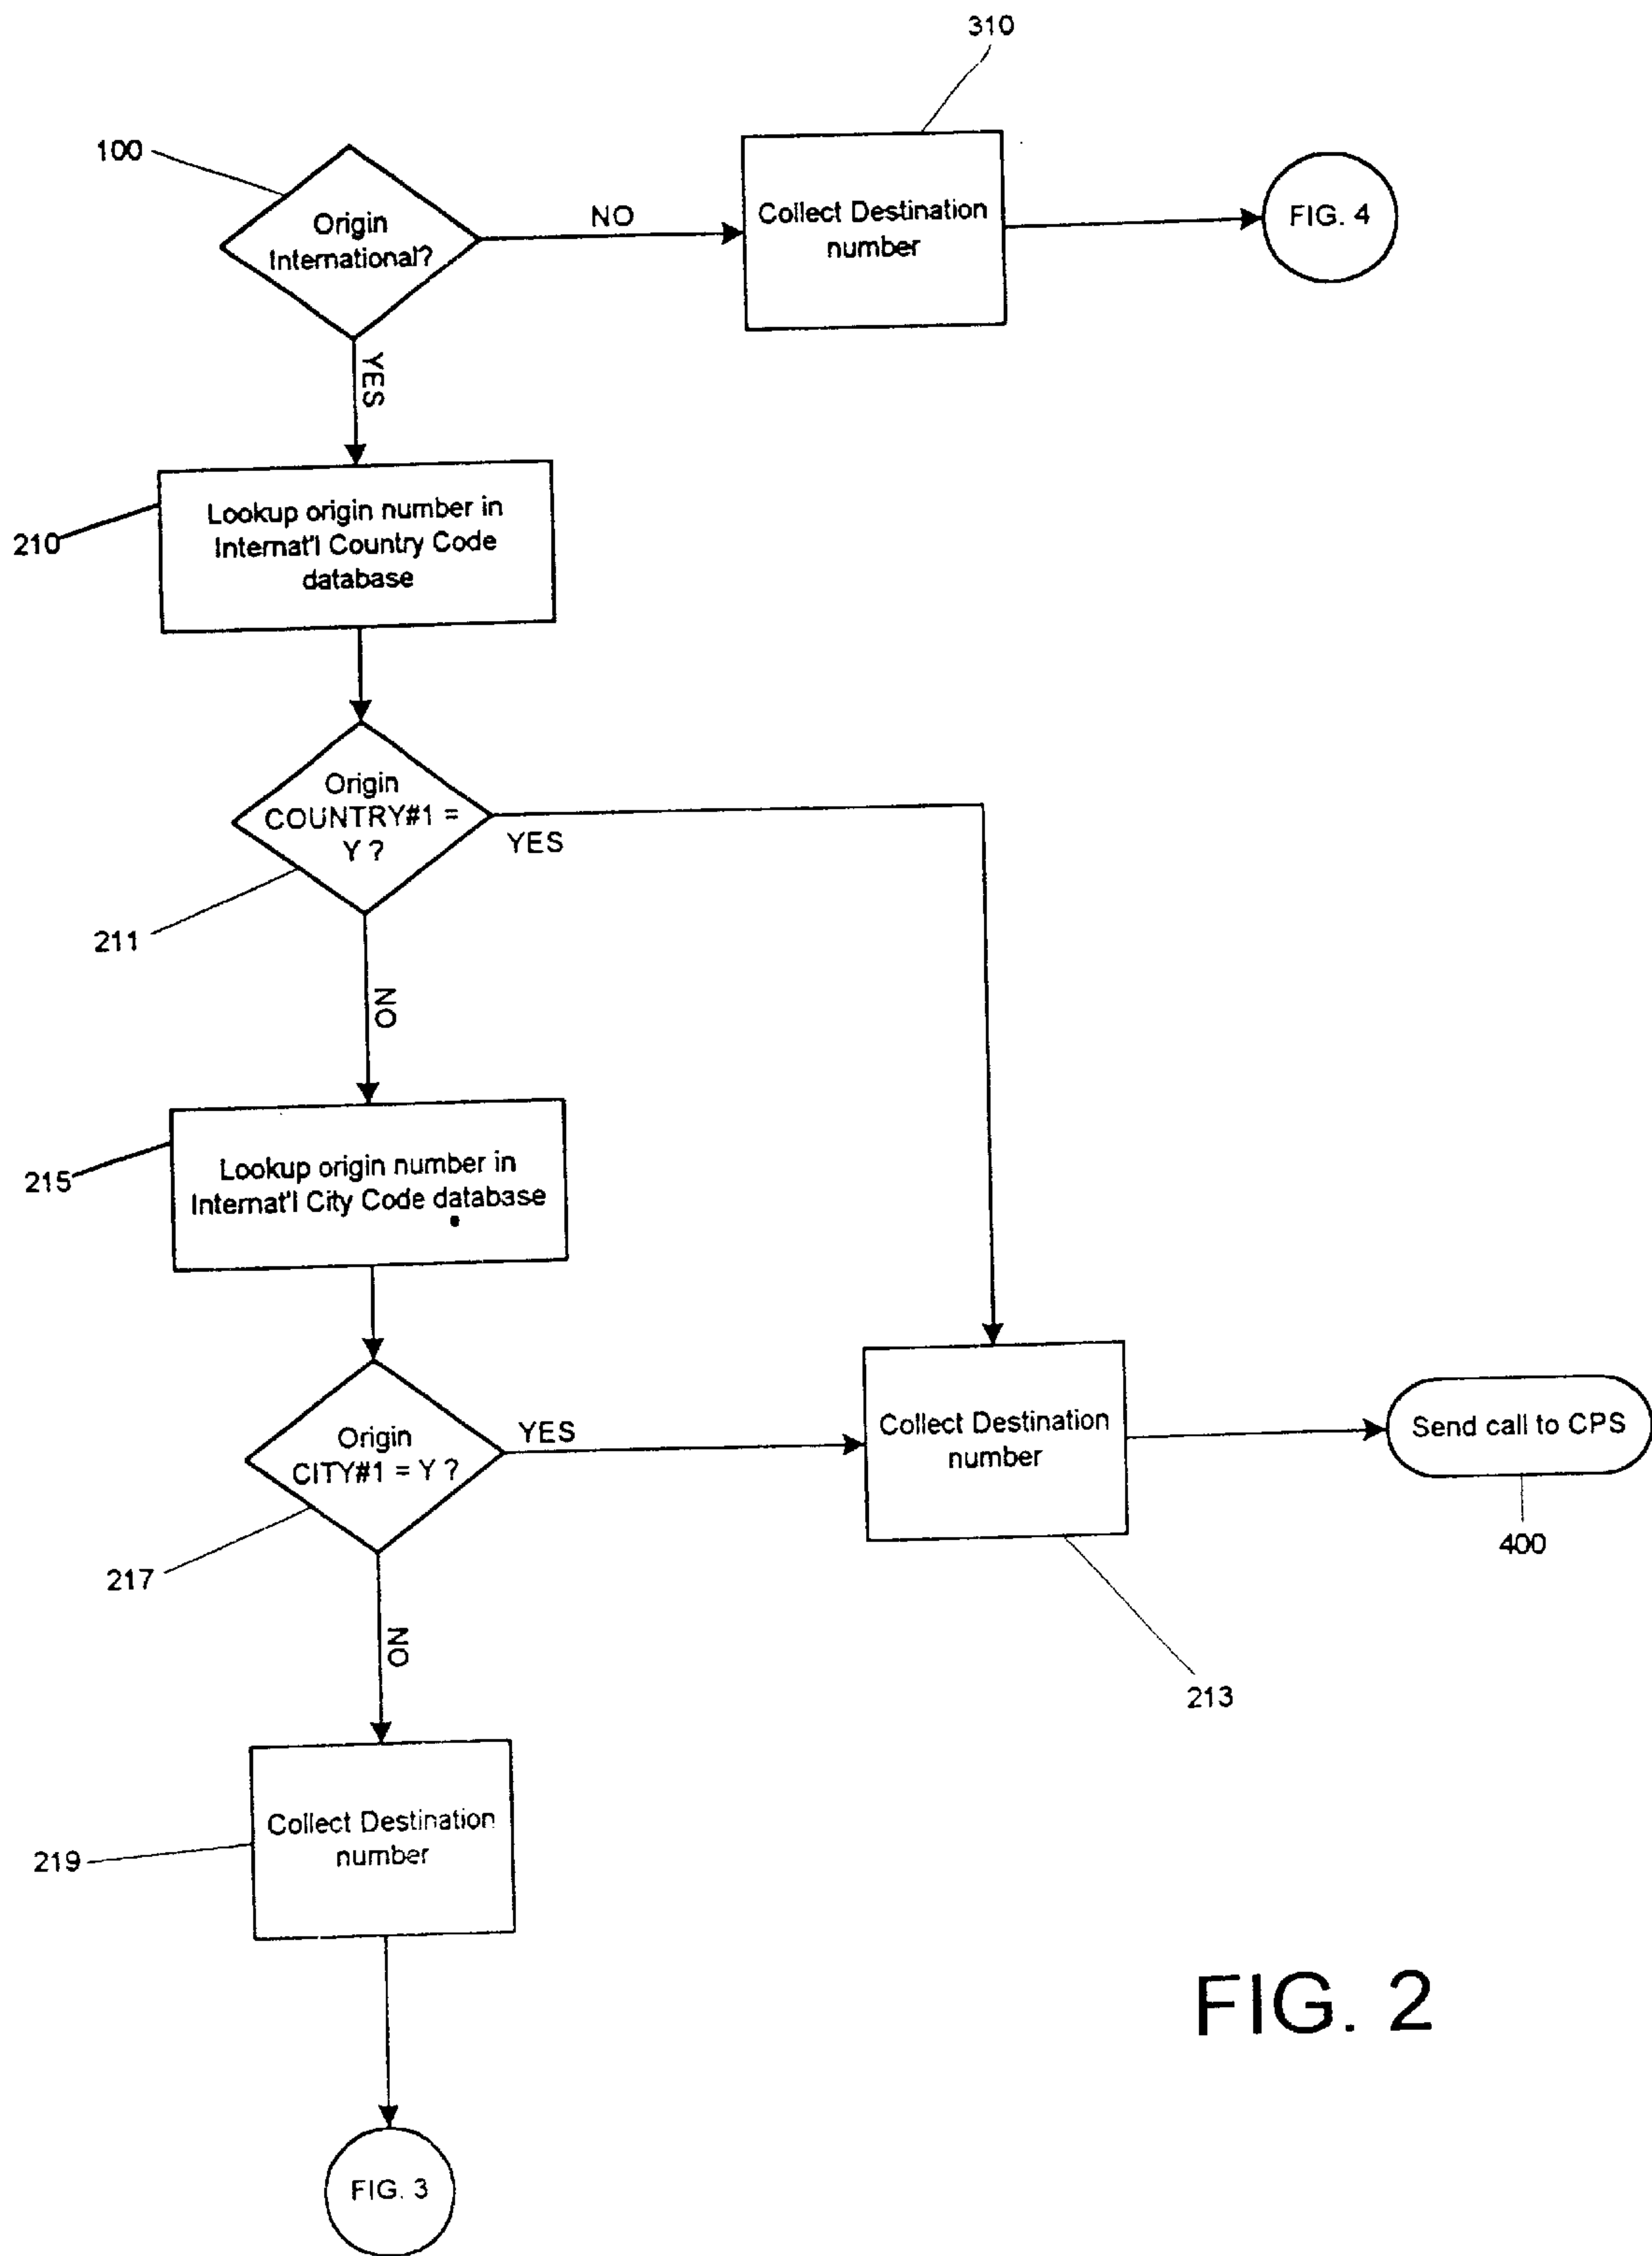 310
100
Origin
International?
NO
Collect Destination
number
FIG. 4
YES
210
Lookup origin number in
Internat'l Country Code
database
Origin
COUNTRY#1 =
Y ?
YES
211
NO
215
Lookup origin number in
Internat'l City Code database
Origin
CITY#1 = Y ?
YES
Collect Destination
number
Send call to CPS
400
217
NO
213
219
Collect Destination
number
FIG. 2
FIG. 3